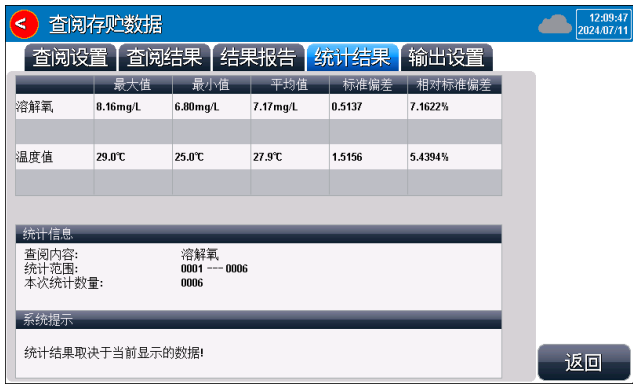 < 查阅存贮数据 12:09:47
2024/07/11
查阅设置 查阅结果 结果报告 统计结果 输出设置
最大值 最小值 平均值 标准偏差 相对标准偏差
溶解氧 8.16mg/L 6.80mg/L 7.17mg/L 0.5137 7.1622%
温度值 29.0℃ 25.0℃ 27.9℃ 1.5156 5.4394%
统计信息
查阅内容: 溶解氧
统计范围: 0001 --- 0006
本次统计数量: 0006
系统提示
统计结果取决于当前显示的数据!
返回